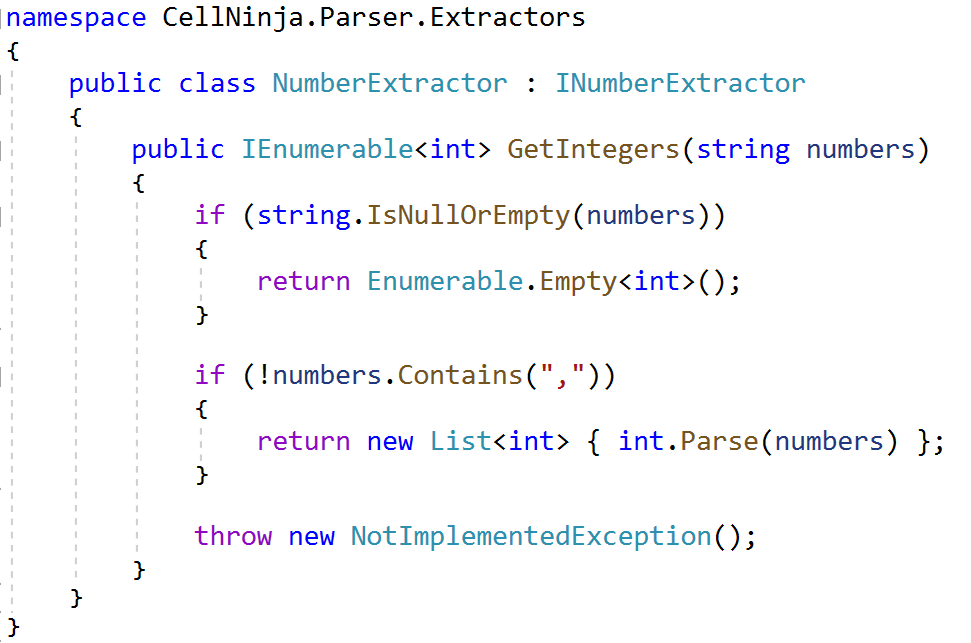 namespace CellNinja.Parser.Extractors
{
    public class NumberExtractor : INumberExtractor
    {
        public IEnumerable<int> GetIntegers(string numbers)
        {
            if (string.IsNullOrEmpty(numbers))
            {
                return Enumerable.Empty<int>();
            }

            if (!numbers.Contains(","))
            {
                return new List<int> { int.Parse(numbers) };
            }

            throw new NotImplementedException();
        }
    }
}